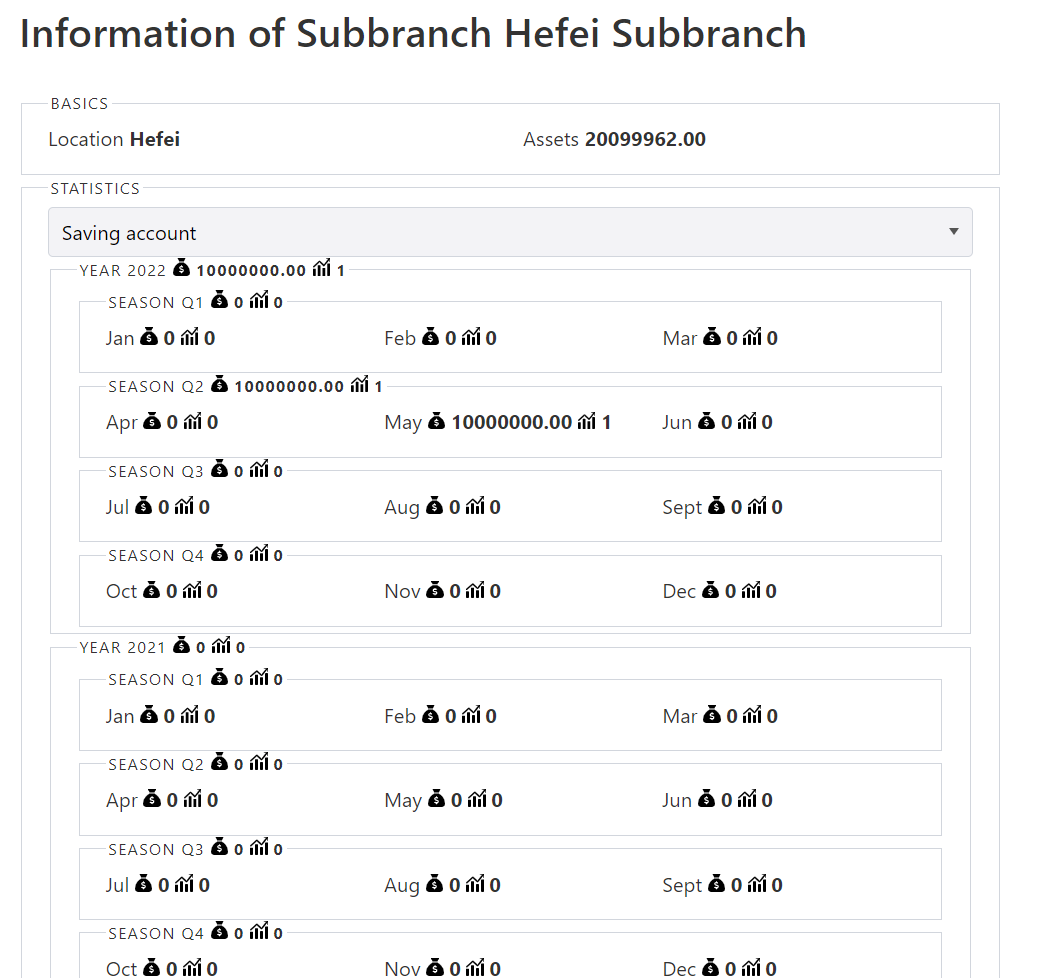 Information of Subbranch Hefei Subbranch
BASICS
Location Hefei Assets 20099962.00
STATISTICS
Saving account
YEAR 2022 10000000.00 1
SEASON Q1 0 0
Jan 0 0 Feb 0 0 Mar 0 0
SEASON Q2 10000000.00 1
Apr 0 0 May 10000000.00 1 Jun 0 0
SEASON Q3 0 0
Jul 0 0 Aug 0 0 Sept 0 0
SEASON Q4 0 0
Oct 0 0 Nov 0 0 Dec 0 0
YEAR 2021 0 0
SEASON Q1 0 0
Jan 0 0 Feb 0 0 Mar 0 0
SEASON Q2 0 0
Apr 0 0 May 0 0 Jun 0 0
SEASON Q3 0 0
Jul 0 0 Aug 0 0 Sept 0 0
SEASON Q4 0 0
Oct 0 0 Nov 0 0 Dec 0 0